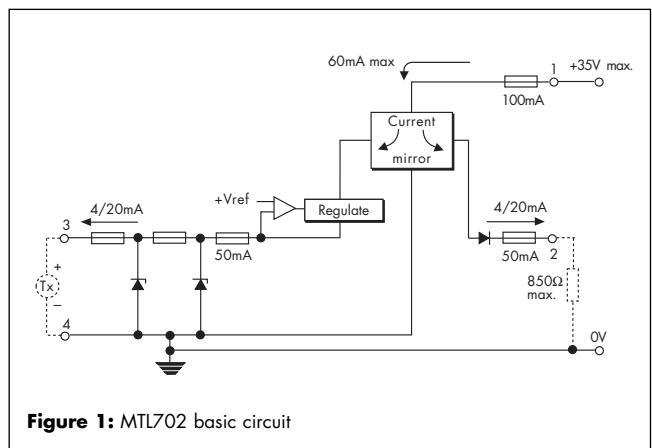 60mA max
1
+35V max.
100mA
Current
mirror
+Vref
Regulate
4/20mA
3
50mA
4/20mA
50mA
2
+
Tx
–
850Ω
max.
4
0V
Figure 1: MTL702 basic circuit